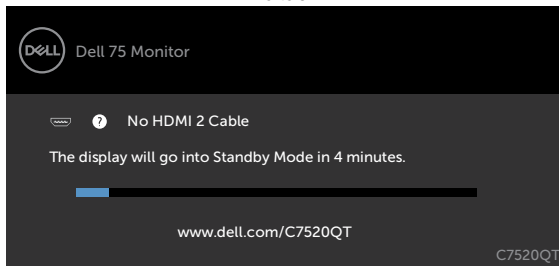 DELL
Dell 75 Monitor
? No HDMI 2 Cable
The display will go into Standby Mode in 4 minutes.
www.dell.com/C7520QT
C7520QT